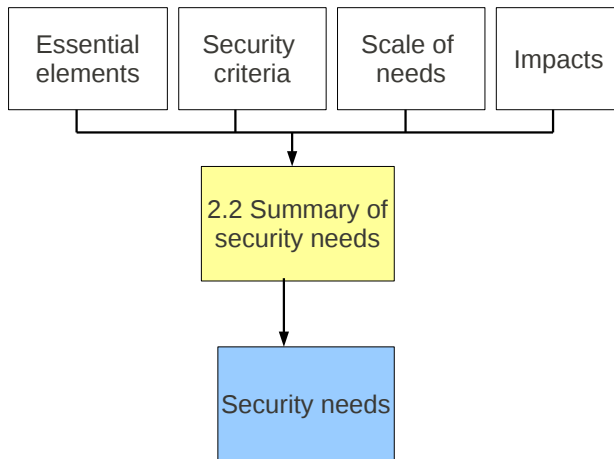 Essential
elements
Security
criteria
Scale of
needs
Impacts
2.2 Summary of
security needs
Security needs